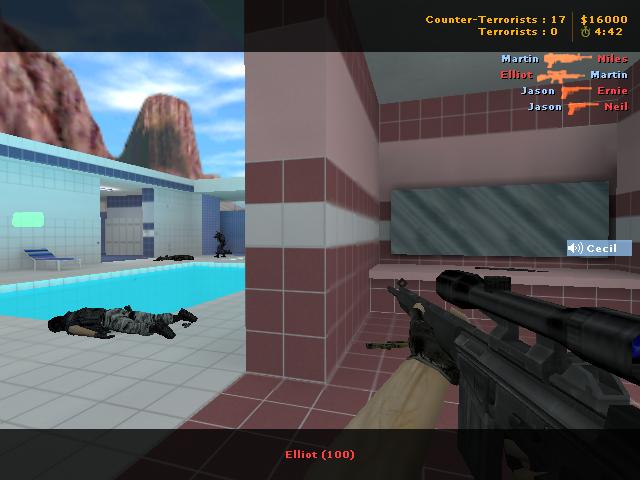 Counter-Terrorists : 17 $16000
Terrorists : 0 4:42
Martin Niles
Elliot Martin
Jason Ernie
Jason Neil
Cecil
Elliot (100)